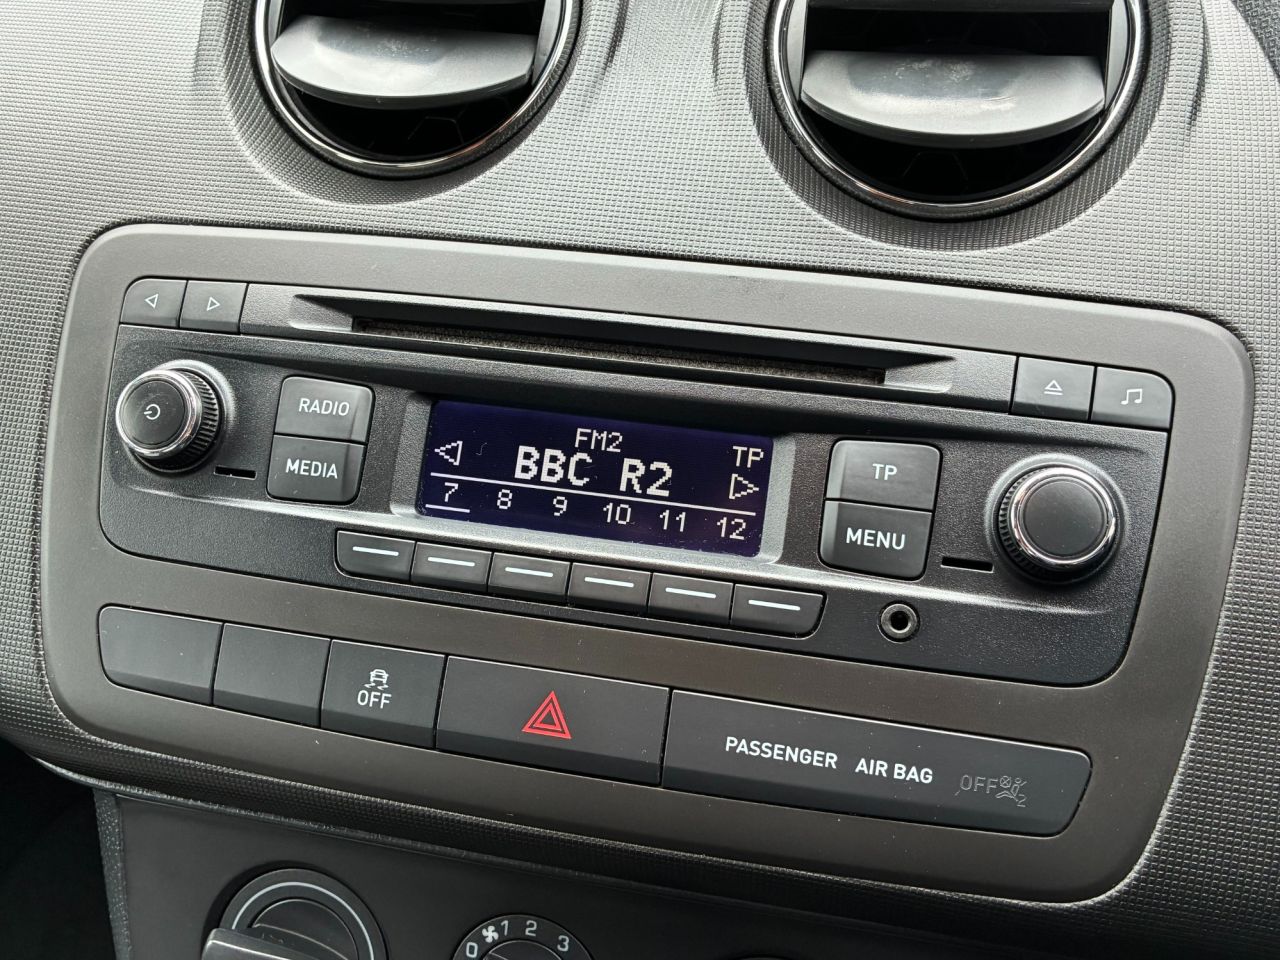 RADIO
MEDIA
FM2
TP
BBC R2
7 8 9 10 11 12
TP
MENU
OFF
PASSENGER AIR BAG OFF
0 1 2 3